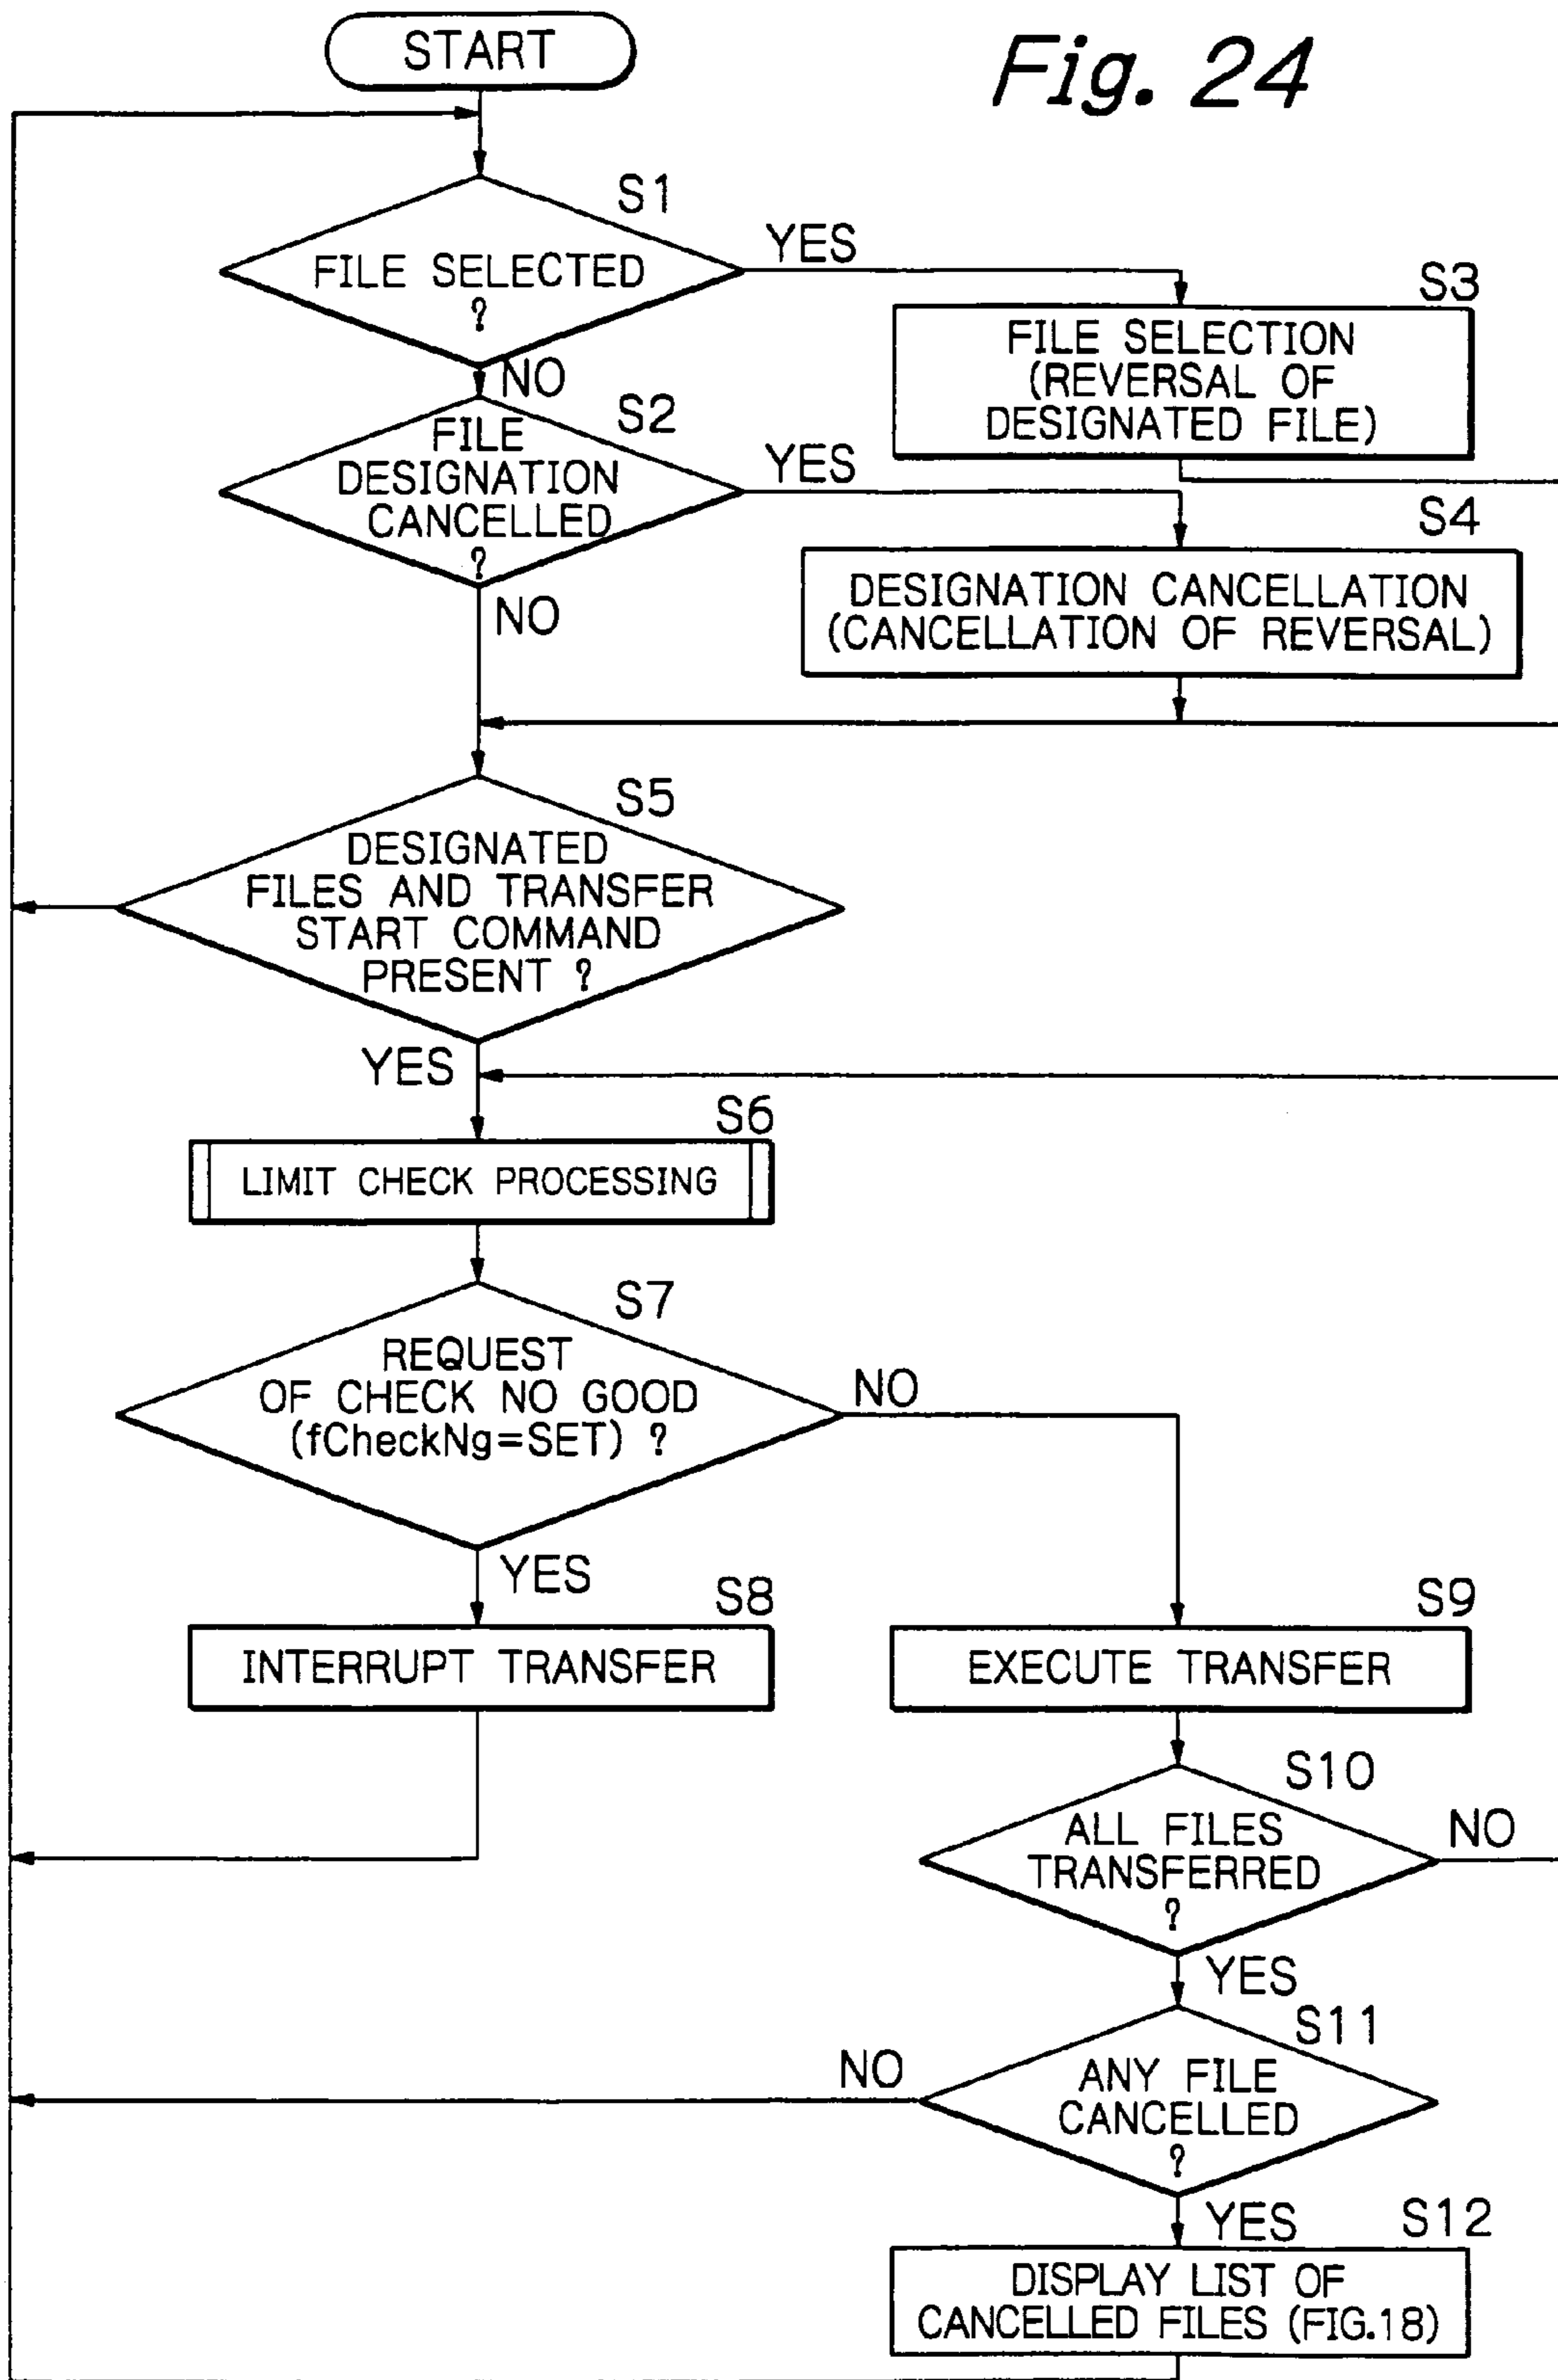 START
Fig. 24
S1
FILE SELECTED
?
YES
NO
S3
FILE SELECTION
(REVERSAL OF
DESIGNATED FILE)
S2
FILE
DESIGNATION
CANCELLED
?
YES
NO
S4
DESIGNATION CANCELLATION
(CANCELLATION OF REVERSAL)
S5
DESIGNATED
FILES AND TRANSFER
START COMMAND
PRESENT ?
YES
S6
LIMIT CHECK PROCESSING
S7
REQUEST
OF CHECK NO GOOD
(fCheckNg=SET) ?
NO
YES
S8
INTERRUPT TRANSFER
S9
EXECUTE TRANSFER
S10
ALL FILES
TRANSFERRED
?
NO
YES
S11
ANY FILE
CANCELLED
?
NO
YES
S12
DISPLAY LIST OF
CANCELLED FILES (FIG.18)